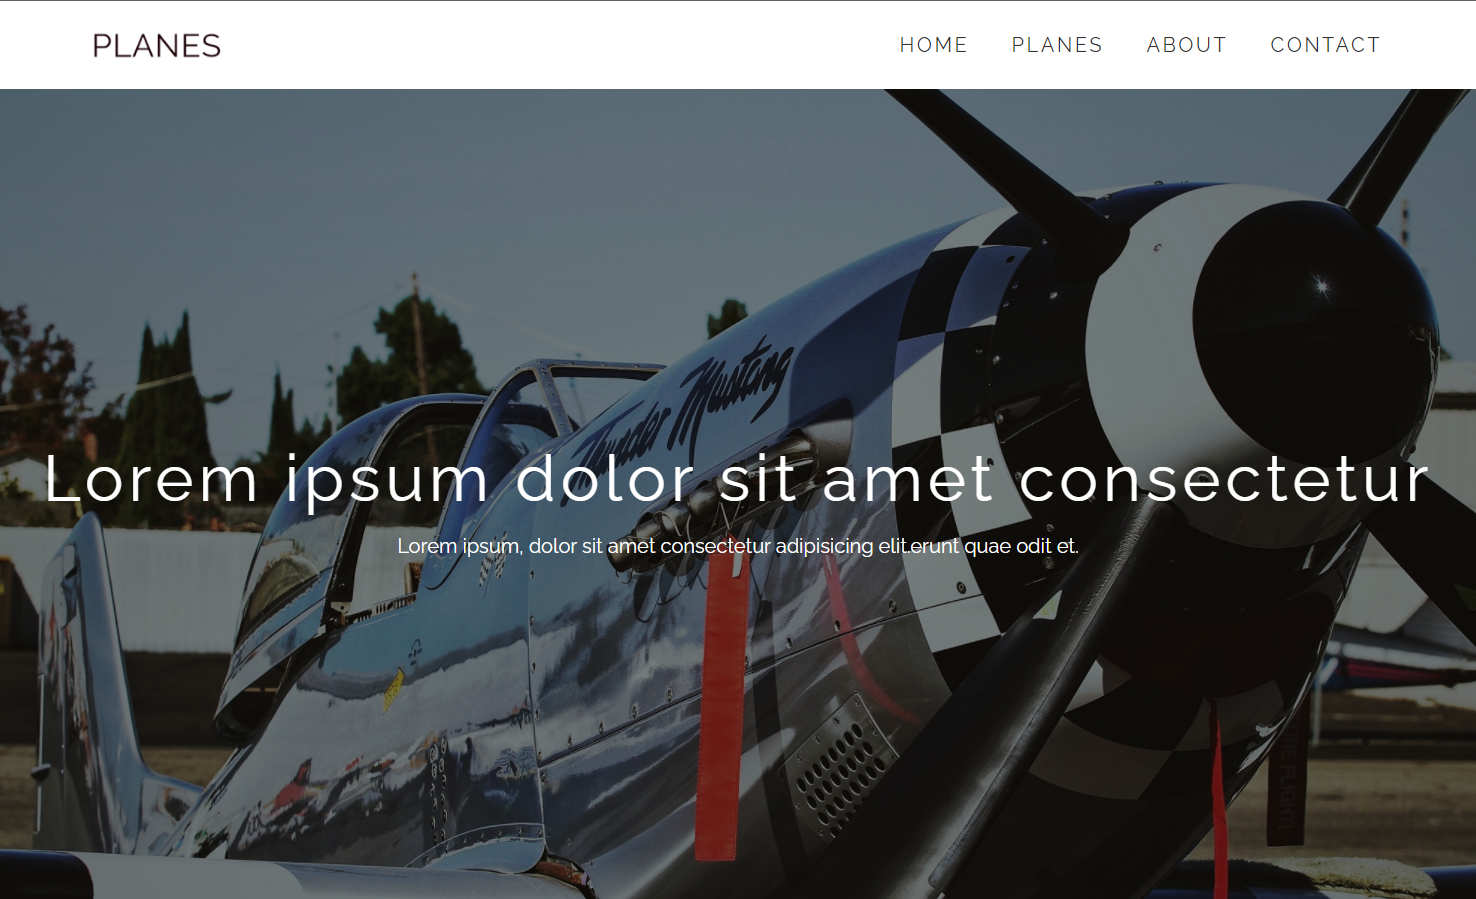 PLANES
HOME PLANES ABOUT CONTACT
Thunder Mustang
Lorem ipsum dolor sit amet consectetur
Lorem ipsum, dolor sit amet consectetur adipisicing elit.erunt quae odit et.
FLIGHT!